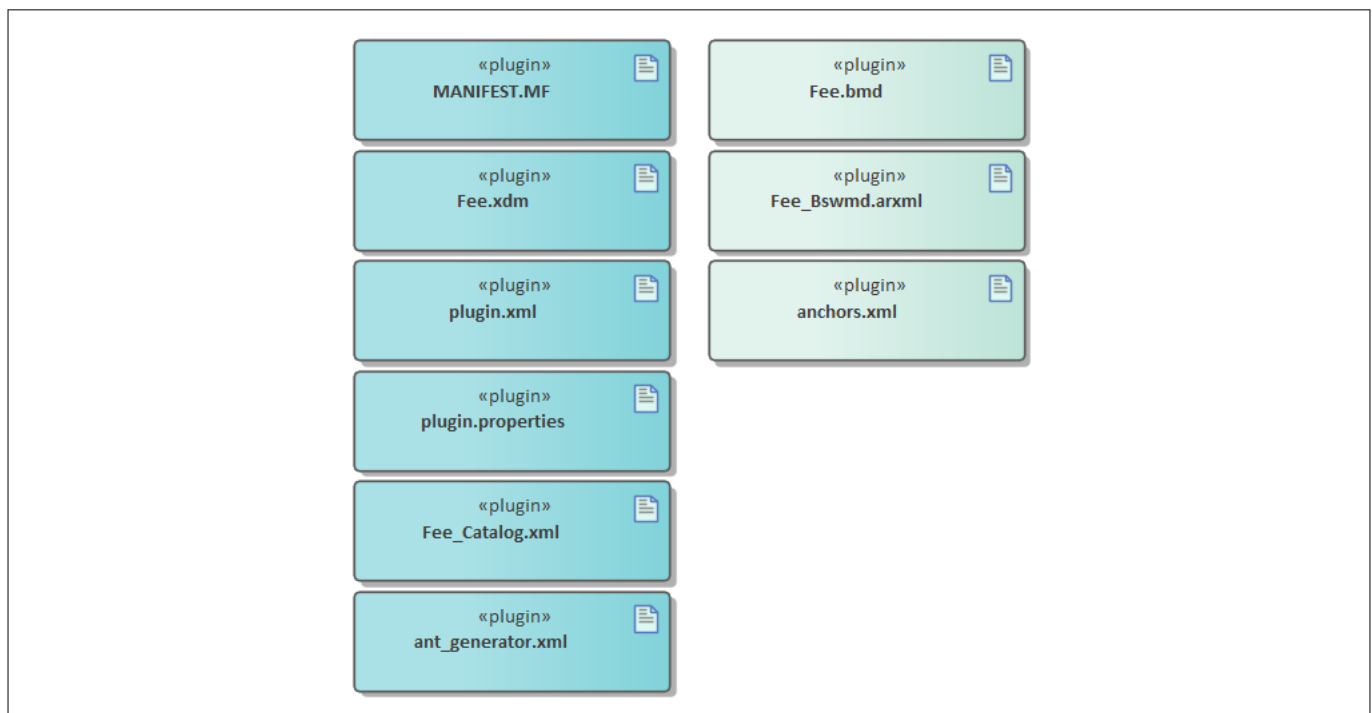 «plugin»
MANIFEST.MF
«plugin»
Fee.xdm
«plugin»
plugin.xml
«plugin»
plugin.properties
«plugin»
Fee_Catalog.xml
«plugin»
ant_generator.xml
«plugin»
Fee.bmd
«plugin»
Fee_Bswmd.arxml
«plugin»
anchors.xml